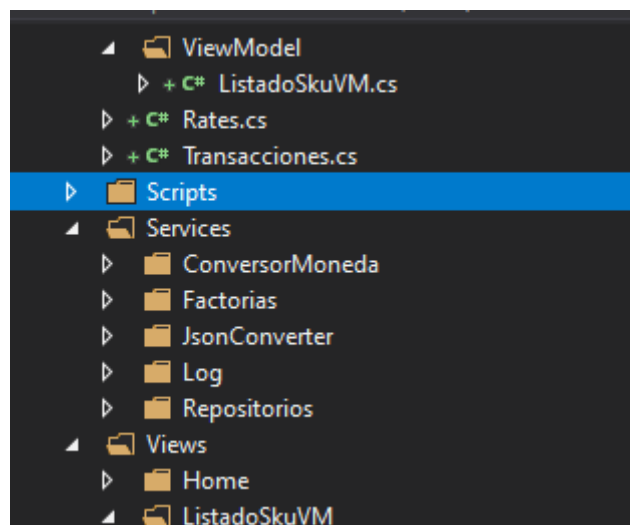 ViewModel
+ C# ListadoSkuVM.cs
+ C# Rates.cs
+ C# Transacciones.cs
Scripts
Services
ConversorMoneda
Factorias
JsonConverter
Log
Repositorios
Views
Home
ListadoSkuVM